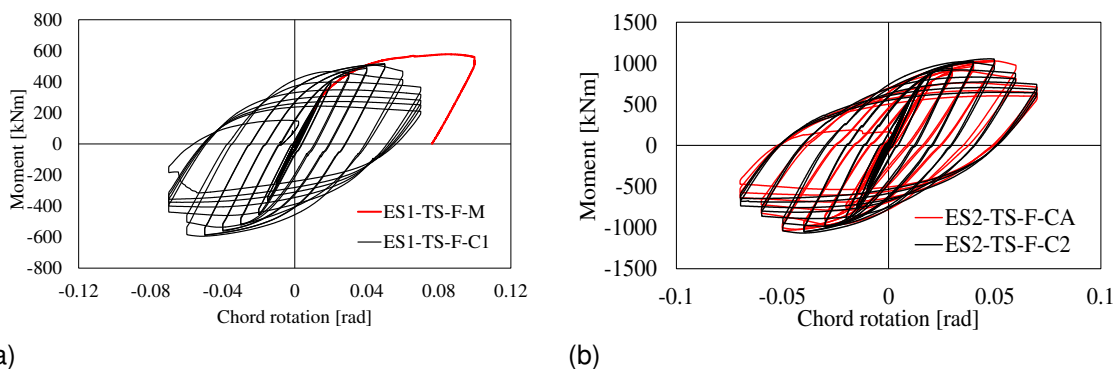 800
600
400
200
0
-200
-400
-600
-800
-0.12 -0.08 -0.04 0 0.04 0.08 0.12
Moment [kNm]
Chord rotation [rad]
ES1-TS-F-M
ES1-TS-F-C1
a)
1500
1000
500
0
-500
-1000
-1500
-0.1 -0.05 0 0.05 0.1
Moment [kNm]
Chord rotation [rad]
ES2-TS-F-CA
ES2-TS-F-C2
(b)